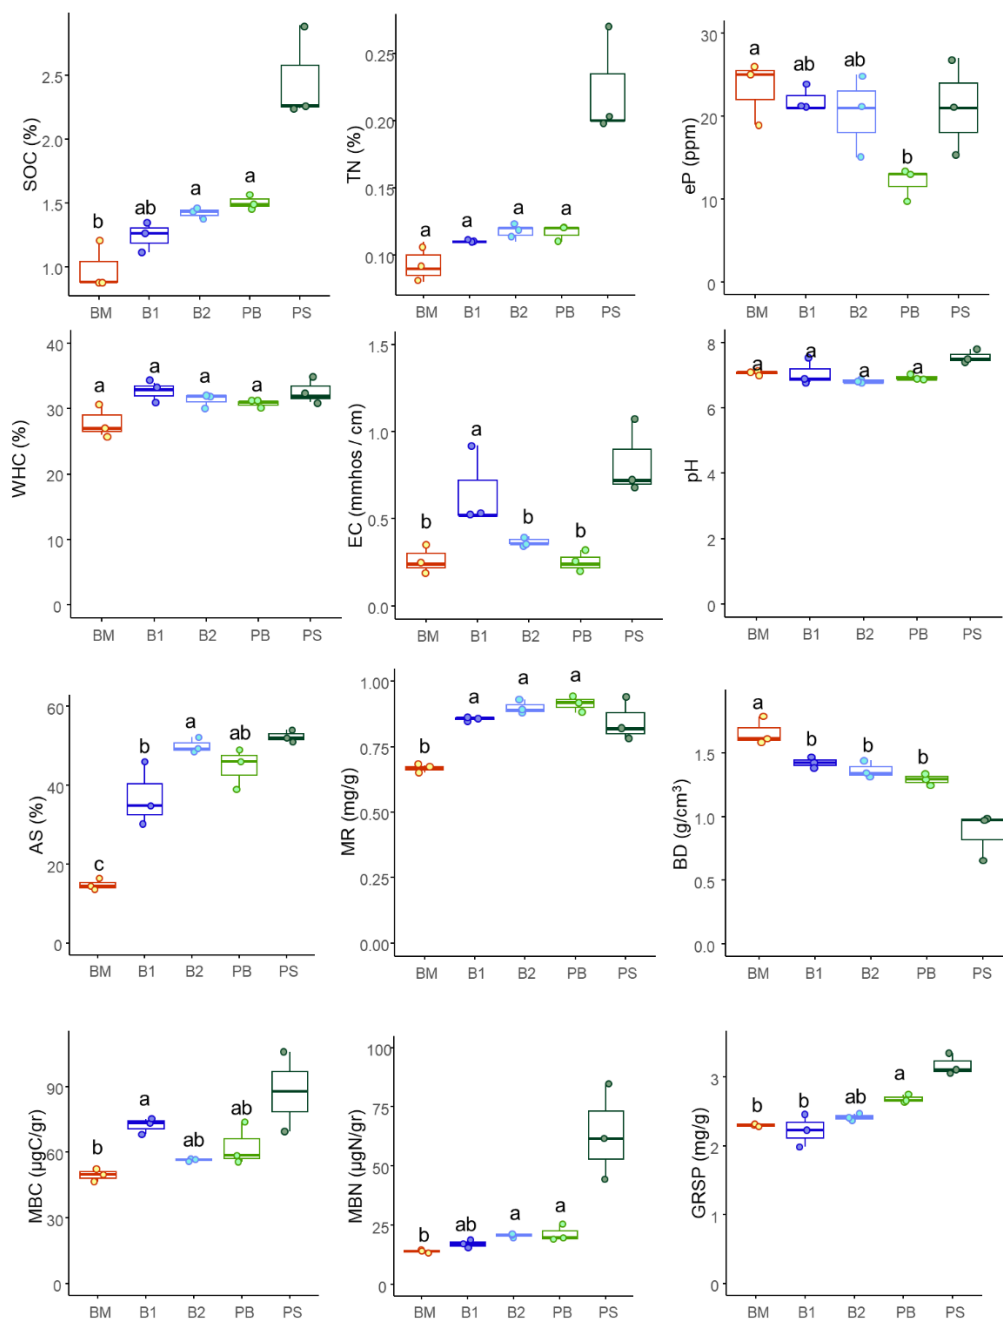 SOC (%)
2.5
2.0
1.5
1.0
b
ab
a
a
BM B1 B2 PB PS
TN (%)
0.25
0.20
0.15
0.10
a
a
a
a
BM B1 B2 PB PS
eP (ppm)
30
20
10
0
a
ab
ab
b
BM B1 B2 PB PS
WHC (%)
40
30
20
10
0
a
a
a
a
BM B1 B2 PB PS
EC (mmhos / cm)
1.5
1.0
0.5
0.0
b
a
b
b
BM B1 B2 PB PS
pH
8
6
4
2
0
a
a
a
a
BM B1 B2 PB PS
AS (%)
60
40
20
0
c
b
a
ab
BM B1 B2 PB PS
MR (mg/g)
1.00
0.75
0.50
0.25
0.00
b
a
a
a
BM B1 B2 PB PS
BD (g/cm³)
1.5
1.0
0.5
0.0
a
b
b
b
BM B1 B2 PB PS
MBC (µgC/gr)
90
60
30
0
b
a
ab
ab
BM B1 B2 PB PS
MBN (µgN/gr)
100
75
50
25
0
b
ab
a
a
BM B1 B2 PB PS
GRSP (mg/g)
3
2
1
0
b
b
ab
a
BM B1 B2 PB PS